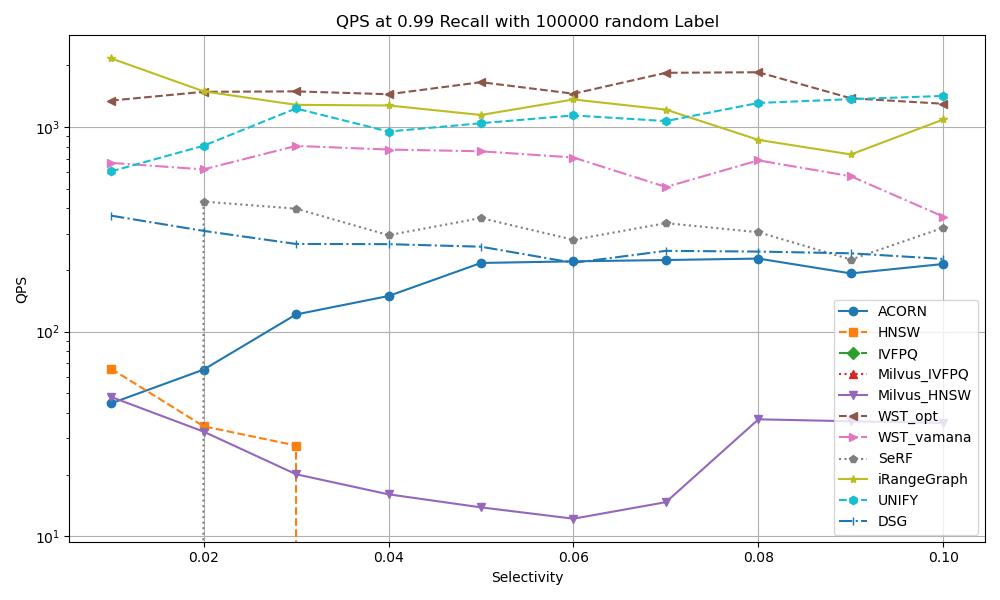 QPS at 0.99 Recall with 100000 random Label
QPS
10³
10²
10¹
0.02 0.04 0.06 0.08 0.10
Selectivity
ACORN
HNSW
IVFPQ
Milvus_IVFPQ
Milvus_HNSW
WST_opt
WST_vamana
SeRF
iRangeGraph
UNIFY
DSG